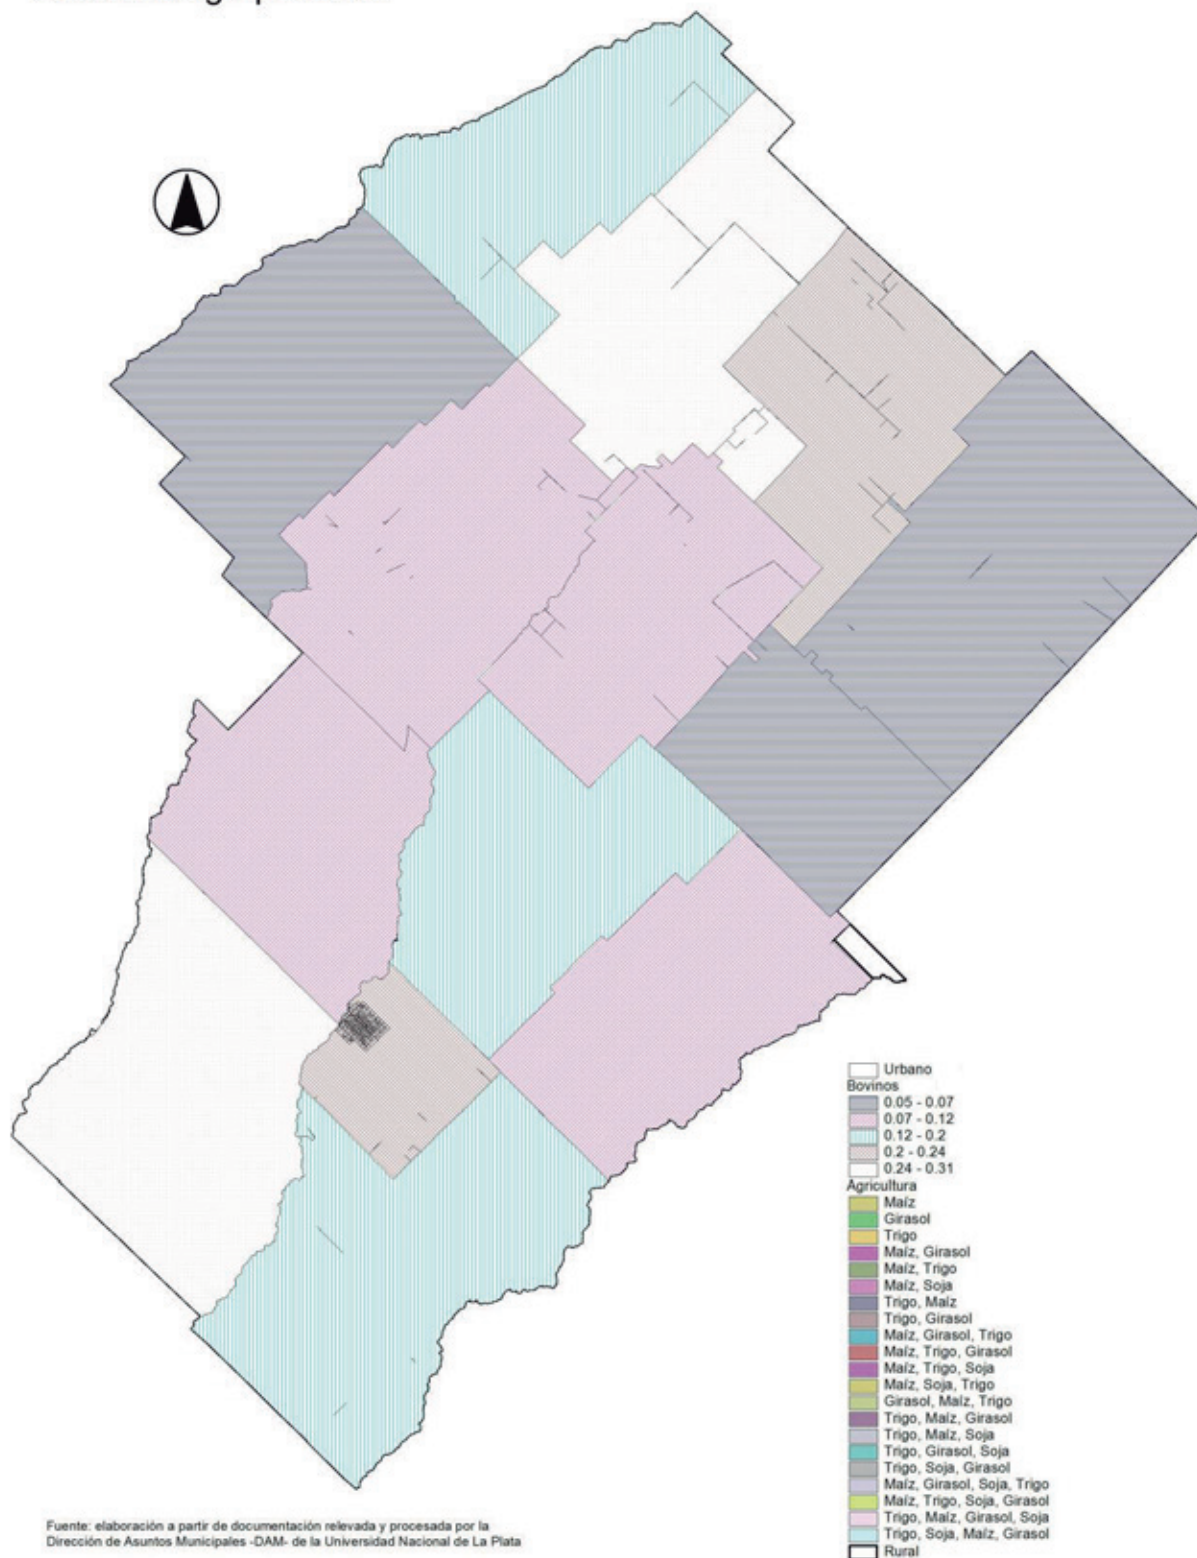 Urbano
Bovinos
0.05 - 0.07
0.07 - 0.12
0.12 - 0.2
0.2 - 0.24
0.24 - 0.31
Agricultura
Maíz
Girasol
Trigo
Maíz, Girasol
Maíz, Trigo
Maíz, Soja
Trigo, Maíz
Trigo, Girasol
Maíz, Girasol, Trigo
Maíz, Trigo, Girasol
Maíz, Trigo, Soja
Maíz, Soja, Trigo
Girasol, Maíz, Trigo
Trigo, Maíz, Girasol
Trigo, Maíz, Soja
Trigo, Girasol, Soja
Trigo, Soja, Girasol
Maíz, Girasol, Soja, Trigo
Maíz, Trigo, Soja, Girasol
Trigo, Maíz, Girasol, Soja
Trigo, Soja, Maíz, Girasol
Rural
Fuente: elaboración a partir de documentación relevada y procesada por la
Dirección de Asuntos Municipales -DAM- de la Universidad Nacional de La Plata